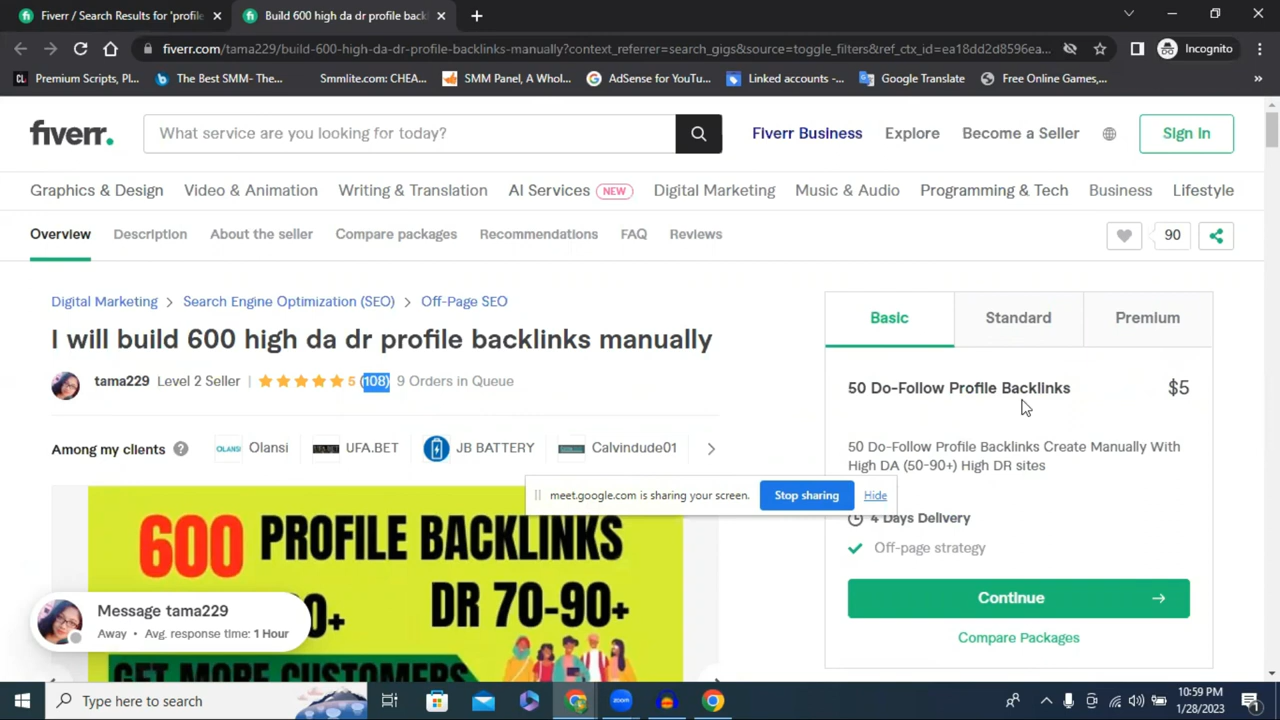 Fiverr / Search Results for 'profile
Build 600 high da dr profile back
fiverr.com/tama229/build-600-high-da-dr-profile-backlinks-manually?context_referrer=search_gigs&source=toggle_filters&ref_ctx_id=ea18dd2d8596ea...
Incognito
CL Premium Scripts, Pl...
The Best SMM- The...
Smmlite.com: CHEA...
SMM Panel, A Whol...
AdSense for YouTu...
Linked accounts -...
Google Translate
Free Online Games,...
fiverr.
What service are you looking for today?
Fiverr Business
Explore
Become a Seller
Sign In
Graphics & Design
Video & Animation
Writing & Translation
AI Services NEW
Digital Marketing
Music & Audio
Programming & Tech
Business
Lifestyle
Overview
Description
About the seller
Compare packages
Recommendations
FAQ
Reviews
90
Digital Marketing > Search Engine Optimization (SEO) > Off-Page SEO
I will build 600 high da dr profile backlinks manually
tama229 Level 2 Seller | 5 (108) 9 Orders in Queue
Among my clients
OLANSI Olansi
UFA.BET
JB BATTERY
Calvindude01
Basic
Standard
Premium
50 Do-Follow Profile Backlinks $5
50 Do-Follow Profile Backlinks Create Manually With
High DA (50-90+) High DR sites
4 Days Delivery
Off-page strategy
Continue
Compare Packages
meet.google.com is sharing your screen.
Stop sharing
Hide
600 PROFILE BACKLINKS
0+ DR 70-90+
GET MORE CUSTOMERS
Message tama229
Away • Avg. response time: 1 Hour
Type here to search
zoom
10:59 PM
1/28/2023
1